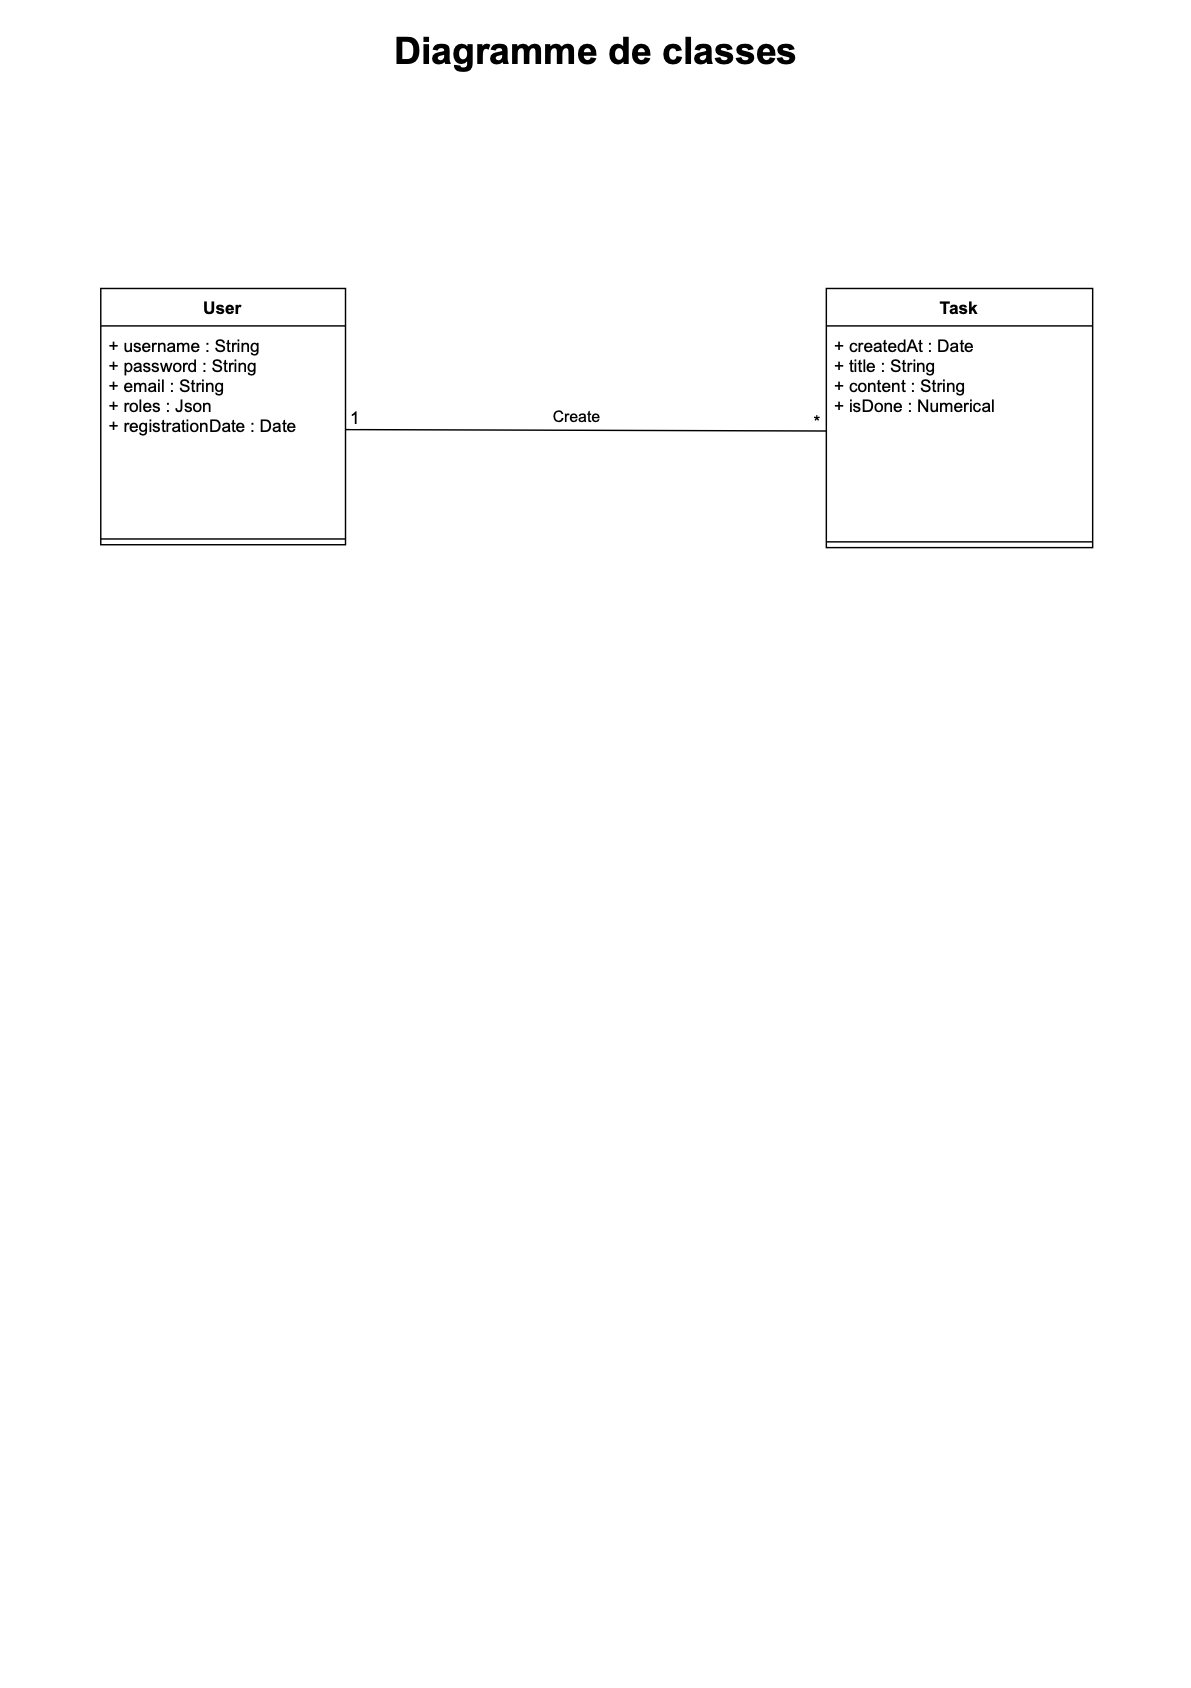 Diagramme de classes
User
+ username : String
+ password : String
+ email : String
+ roles : Json
+ registrationDate : Date
1
Create
*
Task
+ createdAt : Date
+ title : String
+ content : String
+ isDone : Numerical